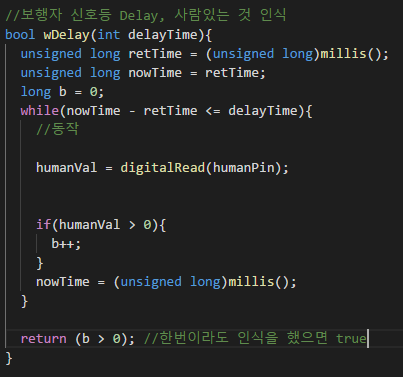 //보행자 신호등 Delay, 사람있는 것 인식
bool wDelay(int delayTime){
unsigned long retTime = (unsigned long)millis();
unsigned long nowTime = retTime;
long b = 0;
while(nowTime - retTime <= delayTime){
//동작
humanVal = digitalRead(humanPin);
if(humanVal > 0){
b++;
}
nowTime = (unsigned long)millis();
}
return (b > 0); //한번이라도 인식을 했으면 true
}